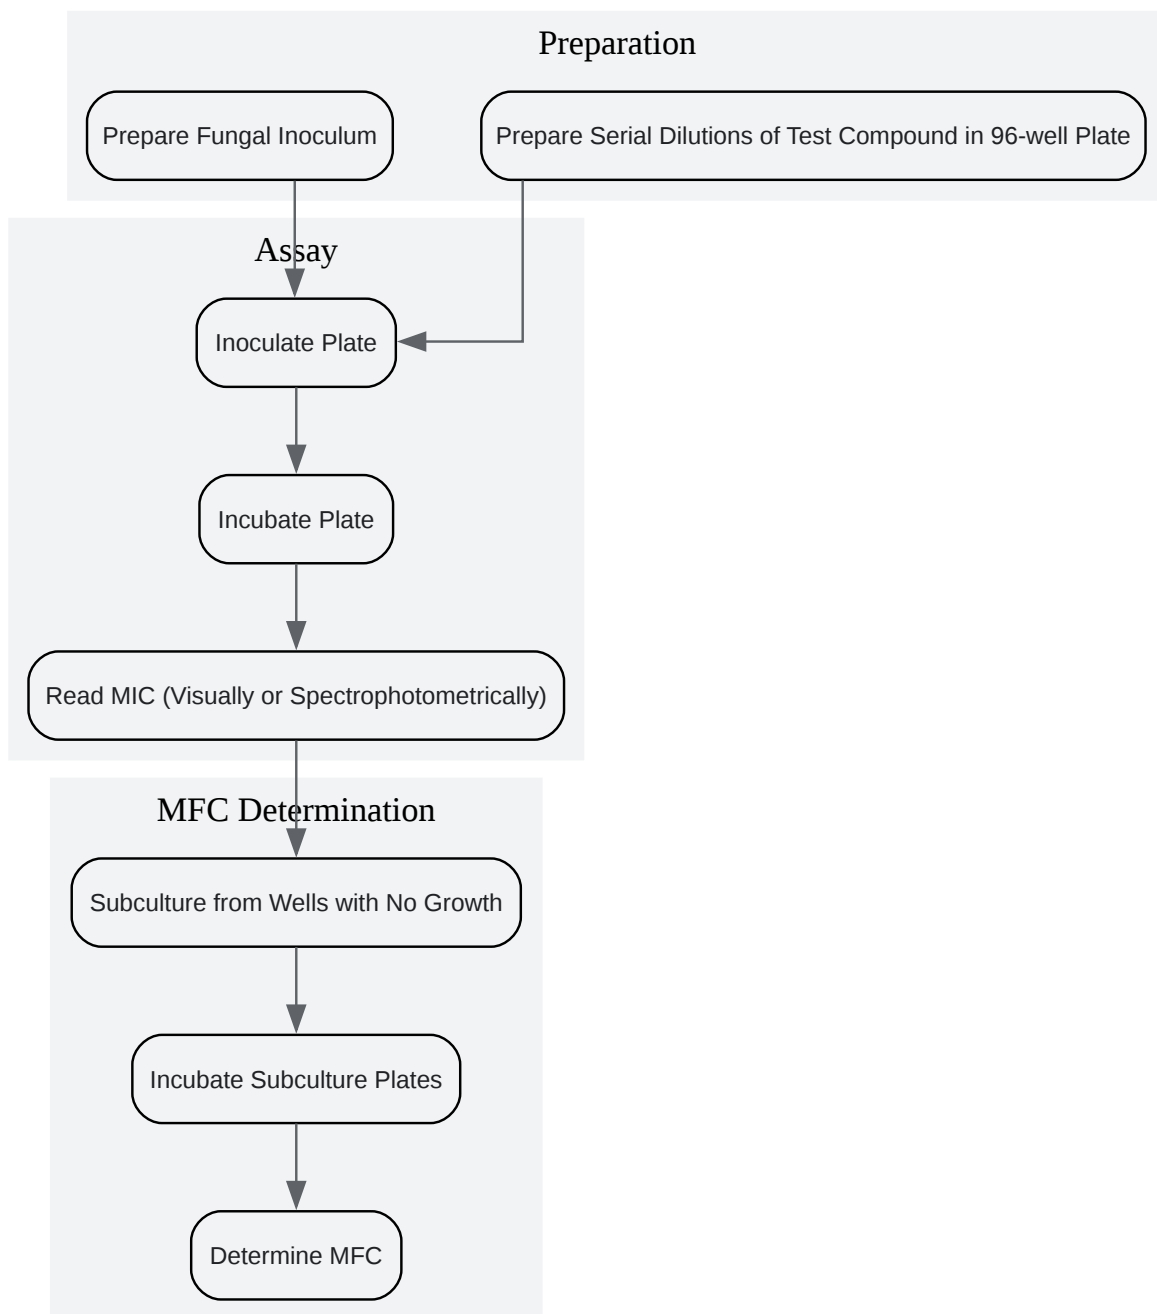 Preparation
Prepare Fungal Inoculum
Prepare Serial Dilutions of Test Compound in 96-well Plate
Assay
Inoculate Plate
Incubate Plate
Read MIC (Visually or Spectrophotometrically)
MFC Determination
Subculture from Wells with No Growth
Incubate Subculture Plates
Determine MFC